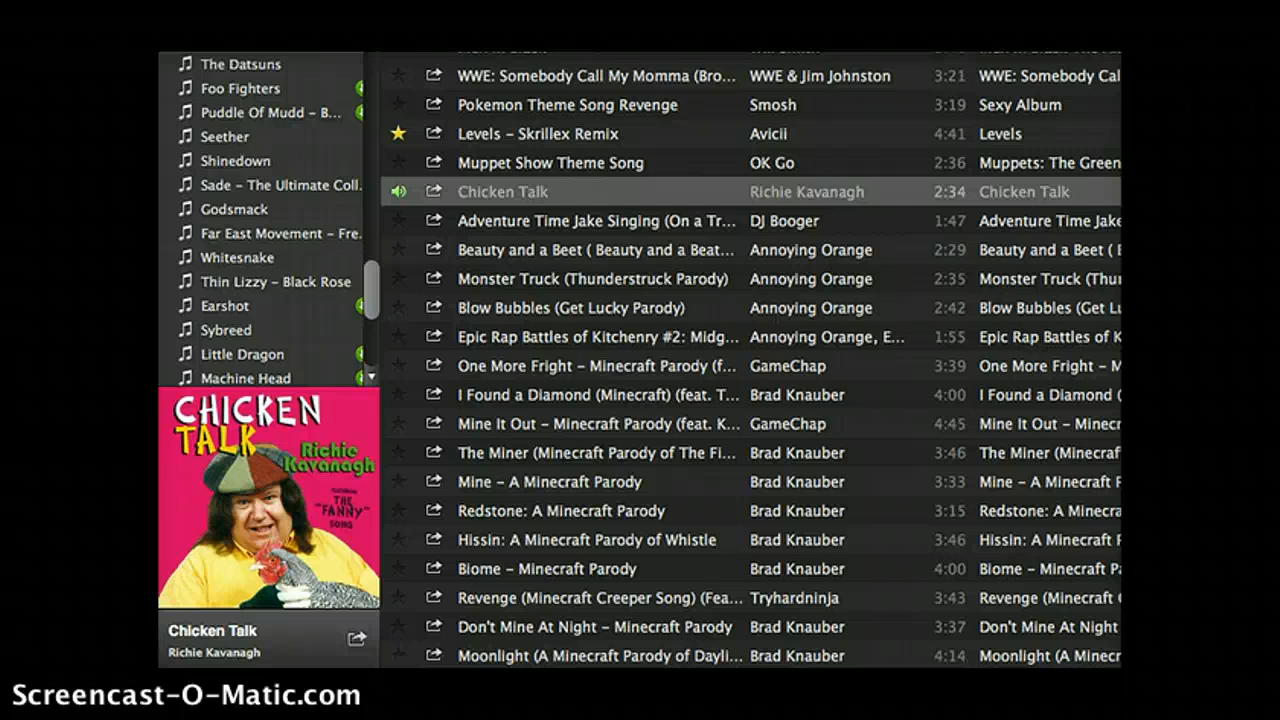 The Datsuns
Foo Fighters
Puddle Of Mudd – B...
Seether
Shinedown
Sade – The Ultimate Coll.
Godsmack
Far East Movement – Fre.
Whitesnake
Thin Lizzy – Black Rose
Earshot
Sybreed
Little Dragon
Machine Head
CHICKEN
TALK
Richie
Kavanagh
THE
"FANNY"
SONG
Chicken Talk
Richie Kavanagh
WWE: Somebody Call My Momma (Bro... WWE & Jim Johnston 3:21 WWE: Somebody Cal
Pokemon Theme Song Revenge Smosh 3:19 Sexy Album
Levels – Skrillex Remix Avicii 4:41 Levels
Muppet Show Theme Song OK Go 2:36 Muppets: The Green
Chicken Talk Richie Kavanagh 2:34 Chicken Talk
Adventure Time Jake Singing (On a Tr... DJ Booger 1:47 Adventure Time Jake
Beauty and a Beet ( Beauty and a Beat... Annoying Orange 2:29 Beauty and a Beet (
Monster Truck (Thunderstruck Parody) Annoying Orange 2:35 Monster Truck (Thu
Blow Bubbles (Get Lucky Parody) Annoying Orange 2:42 Blow Bubbles (Get L
Epic Rap Battles of Kitchenry #2: Midg... Annoying Orange, E... 1:55 Epic Rap Battles of K
One More Fright – Minecraft Parody (f... GameChap 3:39 One More Fright – M
I Found a Diamond (Minecraft) (feat. T... Brad Knauber 4:00 I Found a Diamond (
Mine It Out – Minecraft Parody (feat. K... GameChap 4:45 Mine It Out – Minecr
The Miner (Minecraft Parody of The Fi... Brad Knauber 3:46 The Miner (Minecraft
Mine – A Minecraft Parody Brad Knauber 3:33 Mine – A Minecraft P
Redstone: A Minecraft Parody Brad Knauber 3:15 Redstone: A Minecra
Hissin: A Minecraft Parody of Whistle Brad Knauber 3:46 Hissin: A Minecraft P
Biome – Minecraft Parody Brad Knauber 4:00 Biome – Minecraft Pa
Revenge (Minecraft Creeper Song) (Fea... Tryhardninja 3:43 Revenge (Minecraft
Don't Mine At Night – Minecraft Parody Brad Knauber 3:37 Don't Mine At Night
Moonlight (A Minecraft Parody of Dayli... Brad Knauber 4:14 Moonlight (A Minecr
Screencast-O-Matic.com